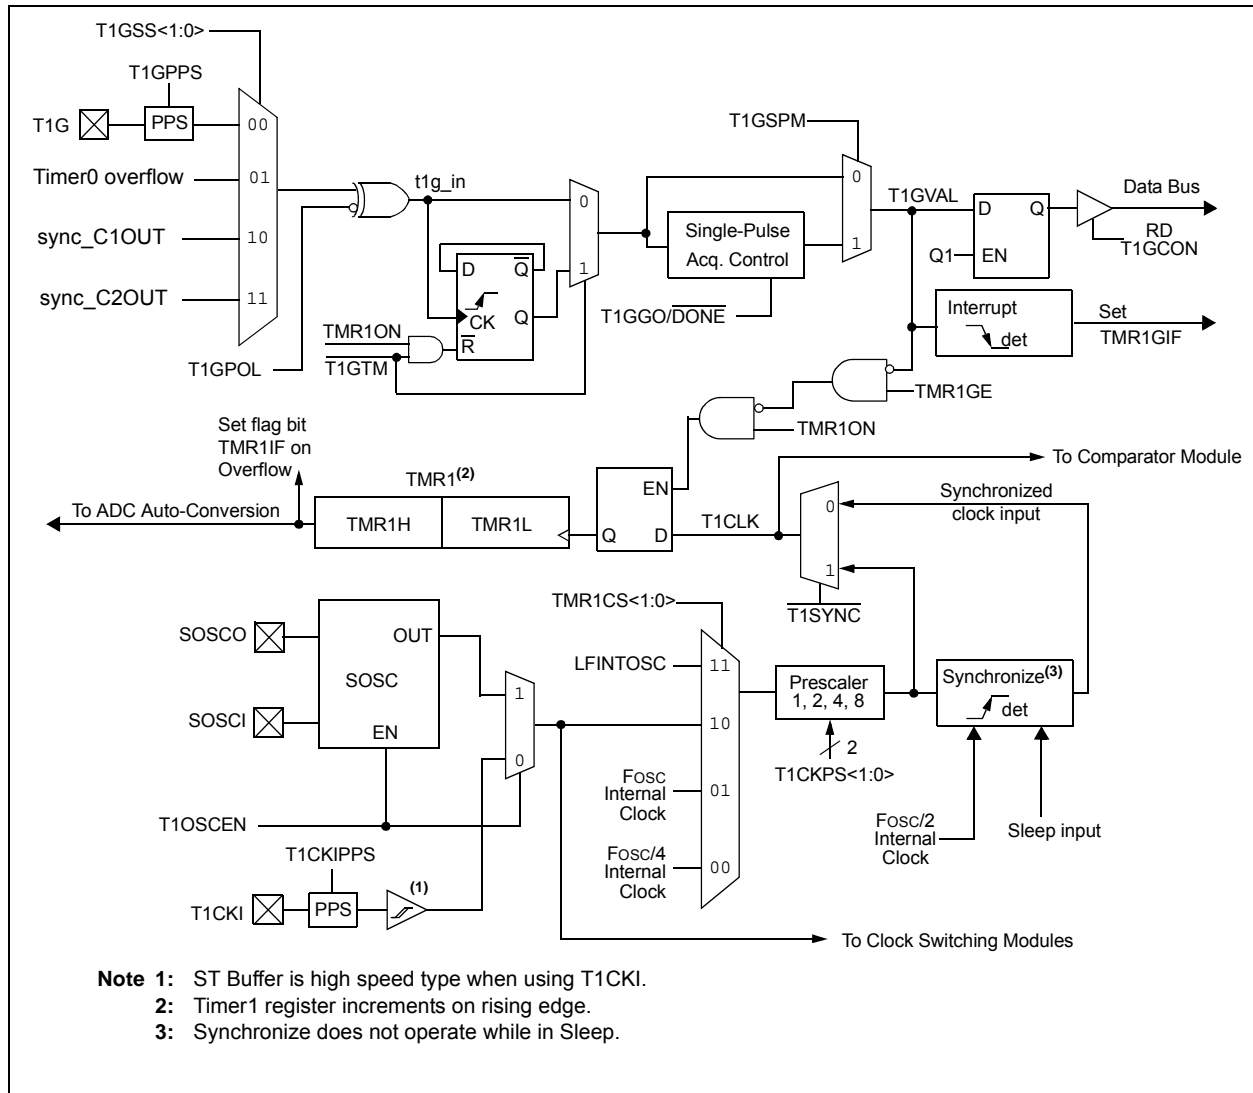 T1GSS<1:0>
T1GPPS
T1G
PPS
00
Timer0 overflow
01
sync_C1OUT
10
sync_C2OUT
11
T1GPOL
t1g_in
0
1
D
Q
CK
Q
R
TMR1ON
T1GTM
T1GSPM
0
1
Single-Pulse
Acq. Control
T1GGO/DONE
T1GVAL
D
Q
Q1
EN
Data Bus
RD
T1GCON
Interrupt
det
Set
TMR1GIF
TMR1GE
TMR1ON
Set flag bit
TMR1IF on
Overflow
TMR1(2)
To ADC Auto-Conversion
TMR1H
TMR1L
EN
Q
D
T1CLK
To Comparator Module
0
1
Synchronized
clock input
T1SYNC
SOSCO
OUT
SOSC
SOSCI
EN
1
0
T1OSCEN
T1CKIPPS
T1CKI
PPS
(1)
TMR1CS<1:0>
LFINTOSC
11
10
FOSC
Internal
Clock
01
FOSC/4
Internal
Clock
00
Prescaler
1, 2, 4, 8
2
T1CKPS<1:0>
Synchronize(3)
det
FOSC/2
Internal
Clock
Sleep input
To Clock Switching Modules
Note 1: ST Buffer is high speed type when using T1CKI.
2: Timer1 register increments on rising edge.
3: Synchronize does not operate while in Sleep.